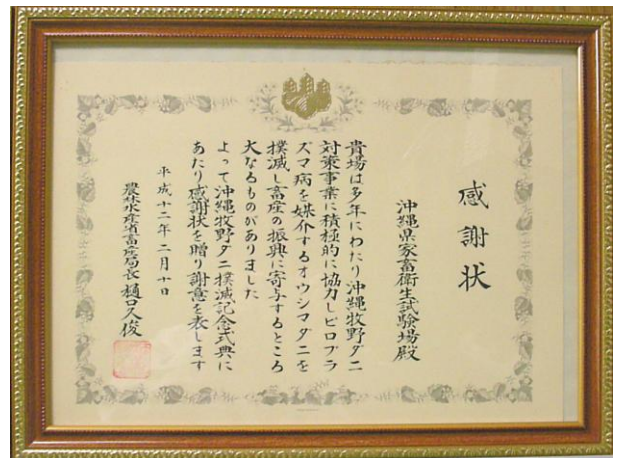 感謝状
沖縄県家畜衛生試験場殿
貴場は多年にわたり沖縄牧野ダニ
対策事業に積極的に協力しピロプラ
ズマ病を媒介するオウシマダニを
撲滅し畜産の振興に寄与するところ
大なるものがありました
よって沖縄牧野ダニ撲滅記念式典に
あたり感謝状を贈り謝意を表します
平成十二年二月十日
農林水産省畜産局長樋口久俊